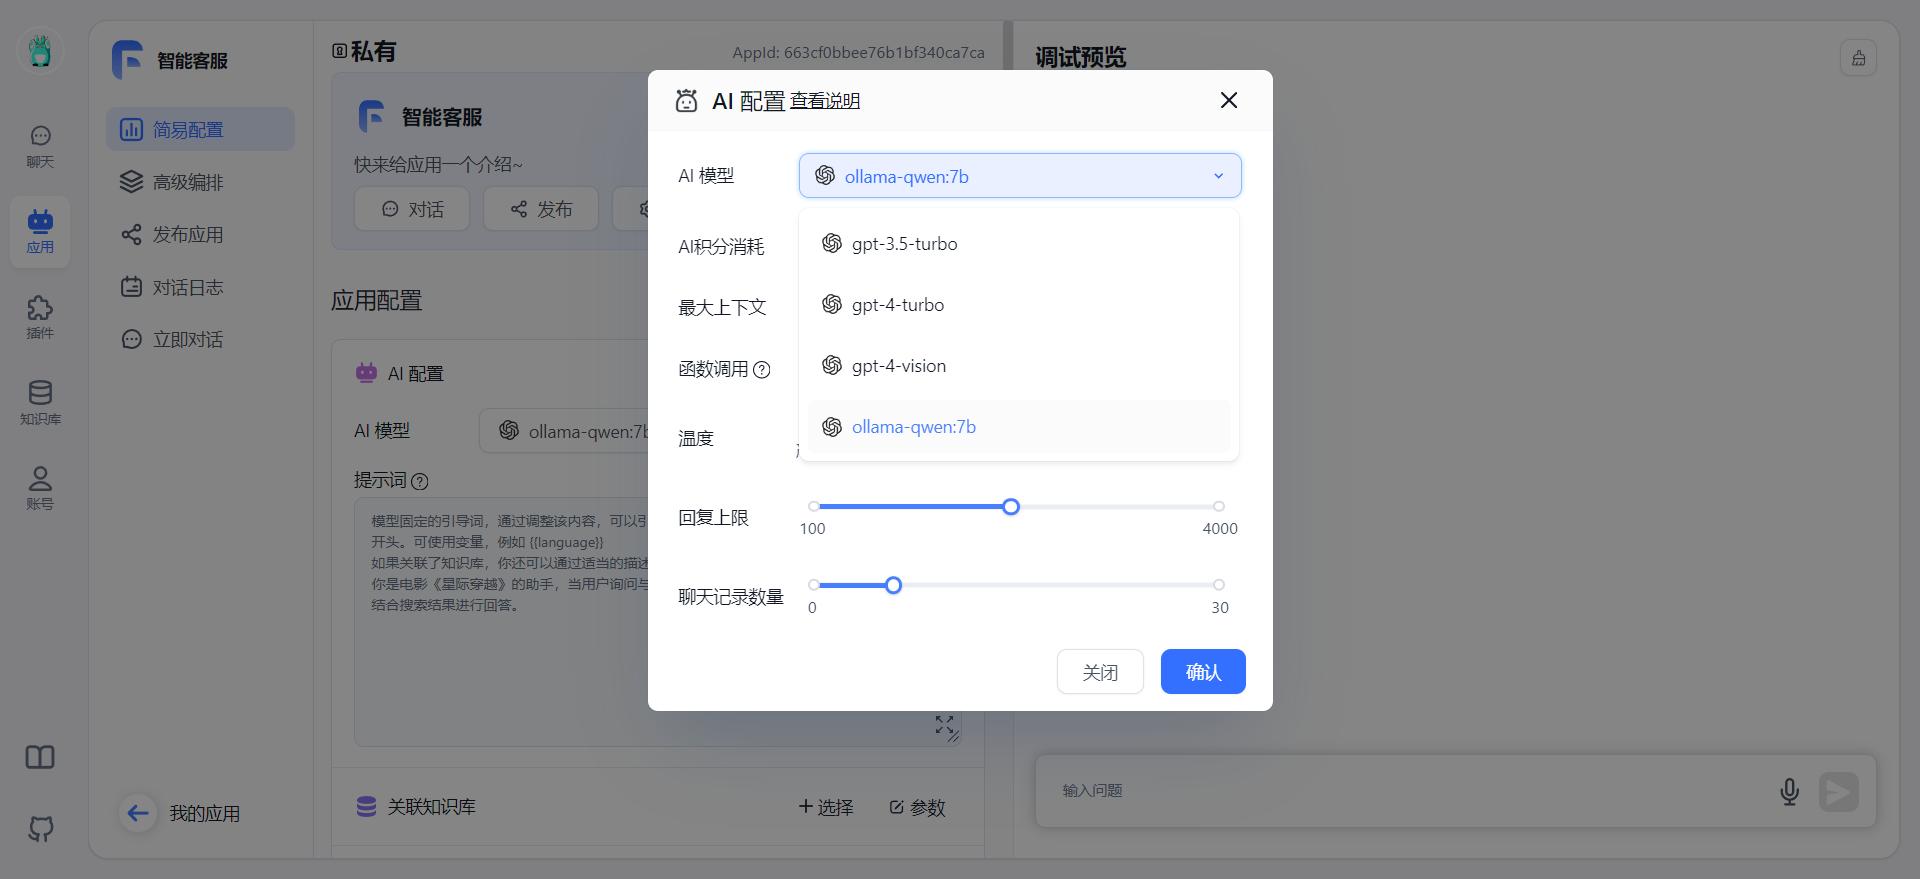 聊天
应用
插件
知识库
账号
智能客服
简易配置
高级编排
发布应用
对话日志
立即对话
我的应用
私有
AppId: 663cf0bbee76b1bf340ca7ca
智能客服
快来给应用一个介绍~
对话
发布
应用配置
AI 配置
AI 模型
ollama-qwen:7b
提示词
模型固定的引导词，通过调整该内容，可以引
开头。可使用变量，例如 {{language}}
如果关联了知识库，你还可以通过适当的描述
你是电影《星际穿越》的助手，当用户询问与
结合搜索结果进行回答。
关联知识库
选择
参数
调试预览
输入问题
AI 配置 查看说明
AI 模型
ollama-qwen:7b
gpt-3.5-turbo
gpt-4-turbo
gpt-4-vision
ollama-qwen:7b
AI积分消耗
最大上下文
函数调用
温度
回复上限
100
4000
聊天记录数量
0
30
关闭
确认